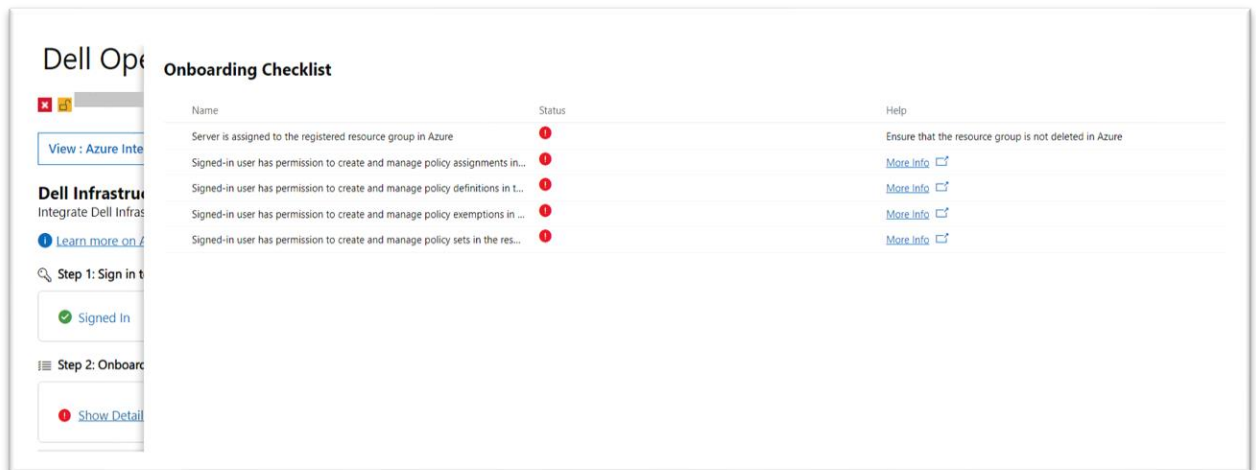 Dell Ope
View : Azure Inte
Dell Infrastru
Integrate Dell Infras
Learn more on A
Step 1: Sign in t
Signed In
Step 2: Onboard
Show Detail
Onboarding Checklist
Name Status Help
Server is assigned to the registered resource group in Azure Ensure that the resource group is not deleted in Azure
Signed-in user has permission to create and manage policy assignments in... More Info
Signed-in user has permission to create and manage policy definitions in t... More Info
Signed-in user has permission to create and manage policy exemptions in ... More Info
Signed-in user has permission to create and manage policy sets in the res... More Info